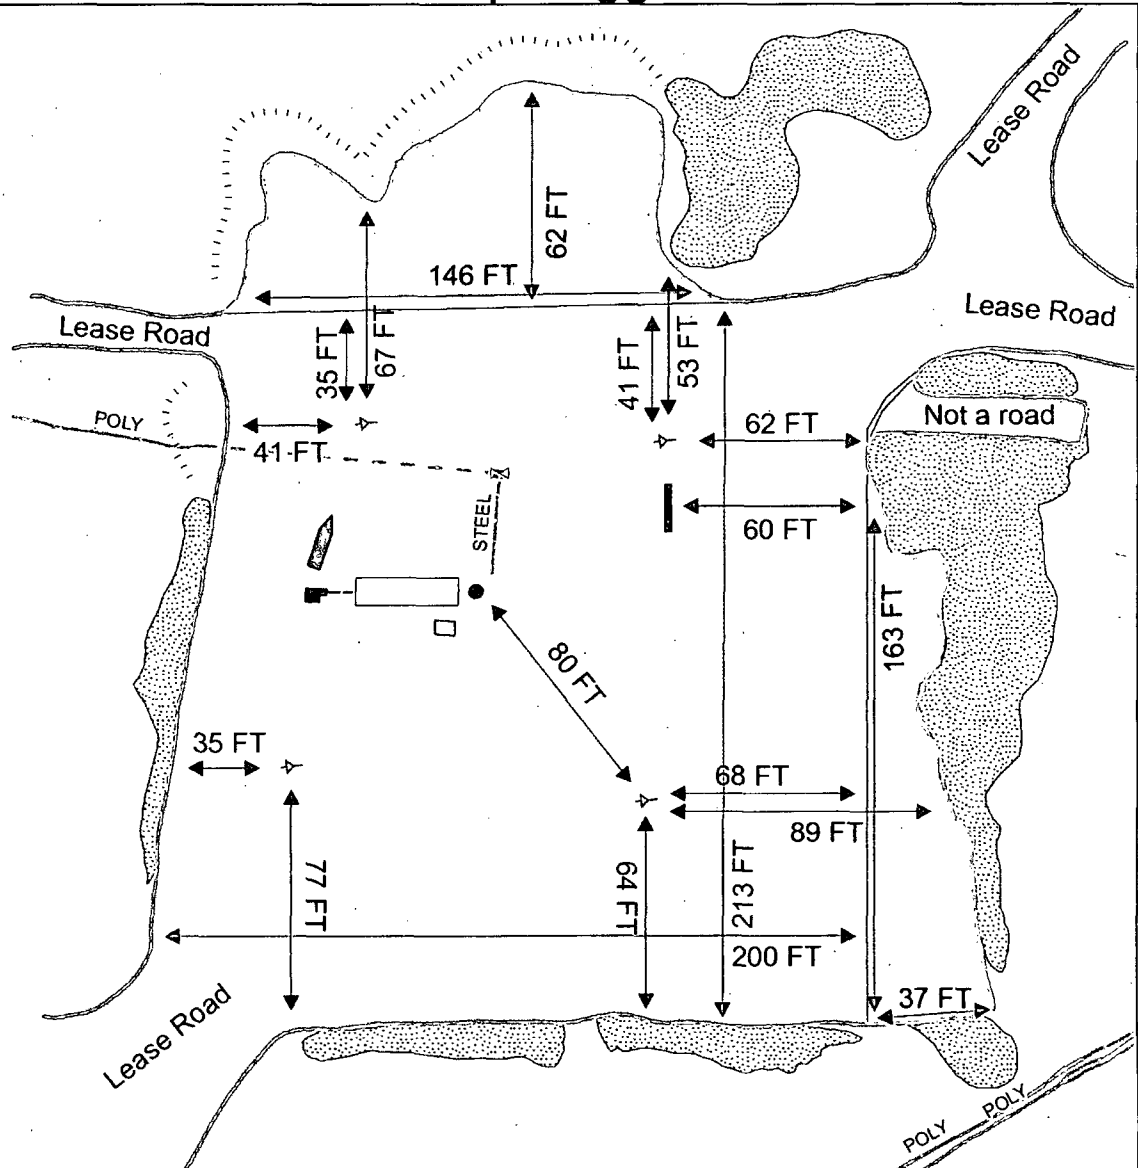 Lease Road
62 FT
146 FT
Lease Road
Lease Road
35 FT
67 FT
41 FT
53 FT
POLY
Not a road
41 FT
62 FT
STEEL
60 FT
163 FT
80 FT
35 FT
68 FT
89 FT
77 FT
64 FT
213 FT
200 FT
Lease Road
37 FT
POLY
POLY